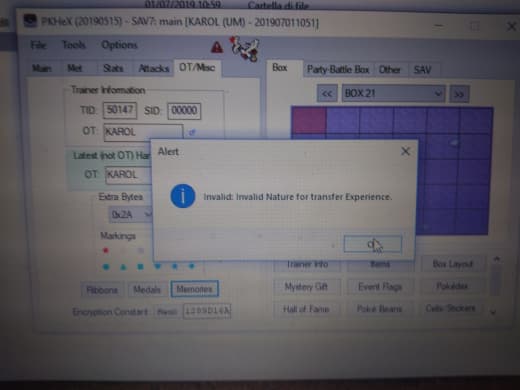 01/07/2019 10:59 Cartella di file
PKHeX (20190515) - SAV7: main [KAROL (UM) - 201907011051]
File Tools Options
Main Met Stats Attacks OT/Misc
Box Party-Battle Box Other SAV
Trainer Information
<< BOX 21 >>
TID: 50147 SID: 00000
OT: KAROL
Latest (not OT) Han
OT: KAROL
Alert
Invalid: Invalid Nature for transfer Experience.
Extra Bytes
0x2A
Markings
Trainer Info Items Box Layout
Ribbons Medals Memories
Mystery Gift Event Flags Pokédex
Hall of Fame Poké Beans Cells/Stickers
Encryption Constant